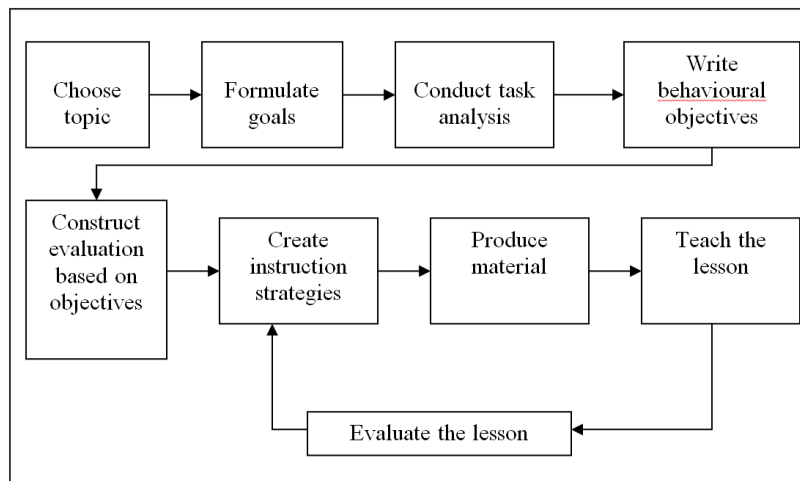 Choose
topic
Formulate
goals
Conduct task
analysis
Write
behavioural
objectives
Construct
evaluation
based on
objectives
Create
instruction
strategies
Produce
material
Teach the
lesson
Evaluate the lesson